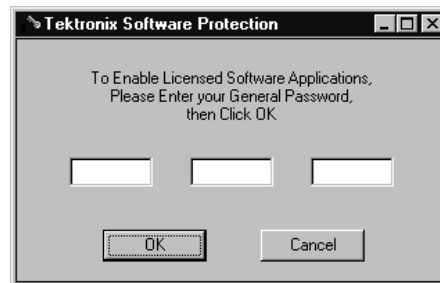 Tektronix Software Protection
To Enable Licensed Software Applications,
Please Enter your General Password,
then Click OK
OK
Cancel